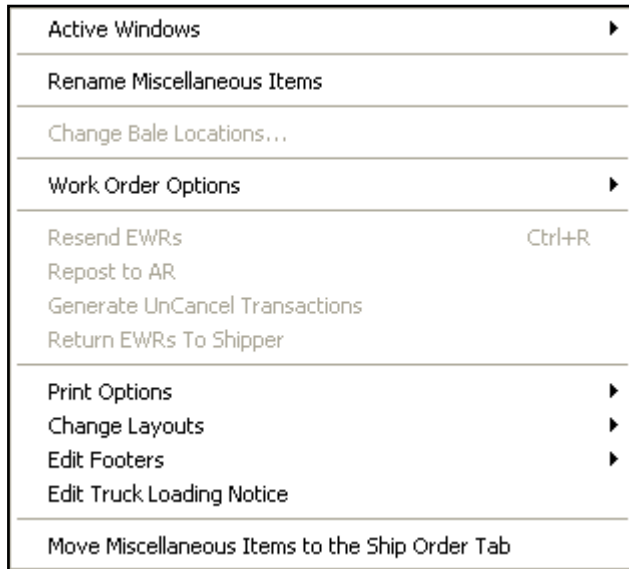 Active Windows
Rename Miscellaneous Items
Change Bale Locations...
Work Order Options
Resend EWRs Ctrl+R
Repost to AR
Generate UnCancel Transactions
Return EWRs To Shipper
Print Options
Change Layouts
Edit Footers
Edit Truck Loading Notice
Move Miscellaneous Items to the Ship Order Tab